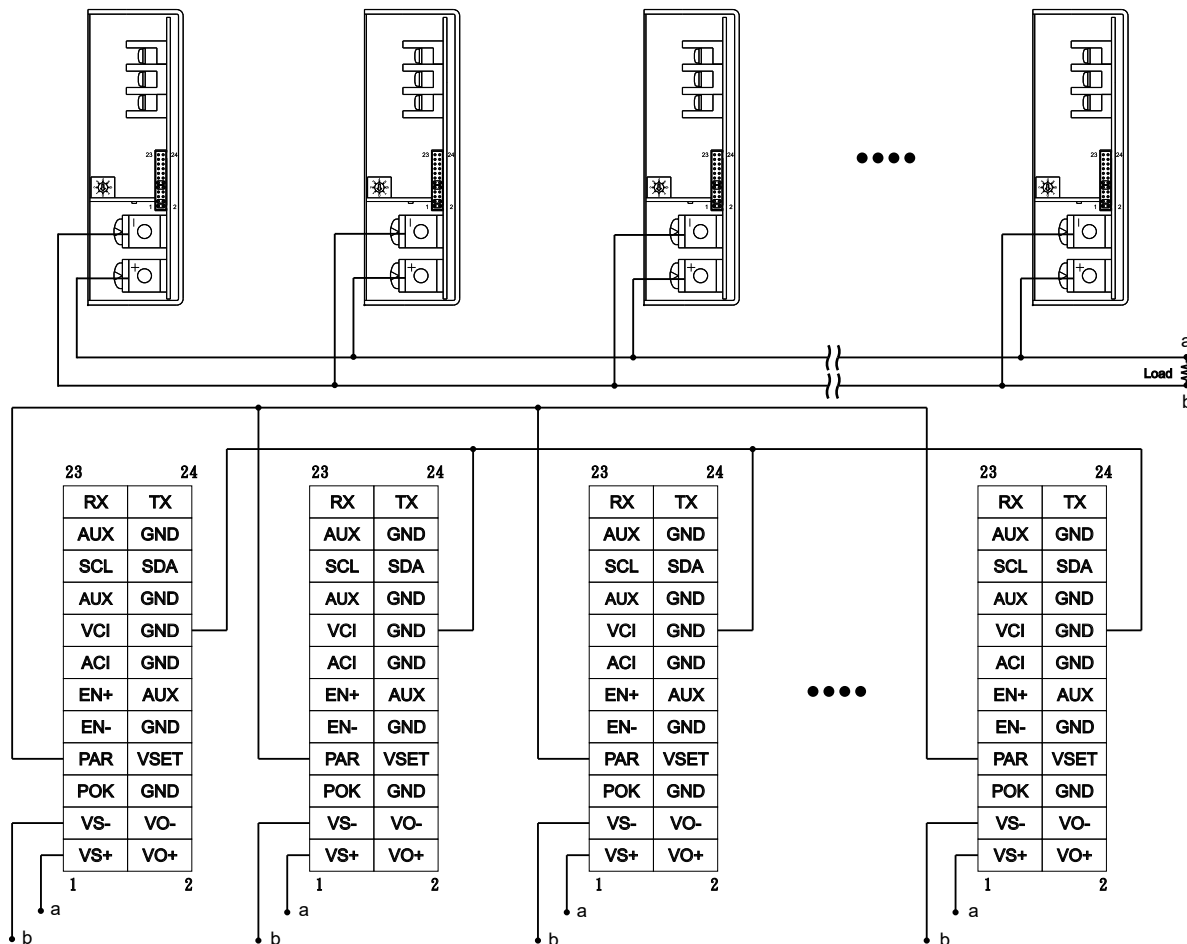 23 24 23 24 23 24 23 24
1 2 1 2 1 2 1 2
- - - -
+ + + +
a
Load
b
23 24 23 24 23 24 23 24
RX TX RX TX RX TX RX TX
AUX GND AUX GND AUX GND AUX GND
SCL SDA SCL SDA SCL SDA SCL SDA
AUX GND AUX GND AUX GND AUX GND
VCI GND VCI GND VCI GND VCI GND
ACI GND ACI GND ACI GND ACI GND
EN+ AUX EN+ AUX EN+ AUX EN+ AUX
EN- GND EN- GND EN- GND EN- GND
PAR VSET PAR VSET PAR VSET PAR VSET
POK GND POK GND POK GND POK GND
VS- VO- VS- VO- VS- VO- VS- VO-
VS+ VO+ VS+ VO+ VS+ VO+ VS+ VO+
1 2 1 2 1 2 1 2
a a a a
b b b b